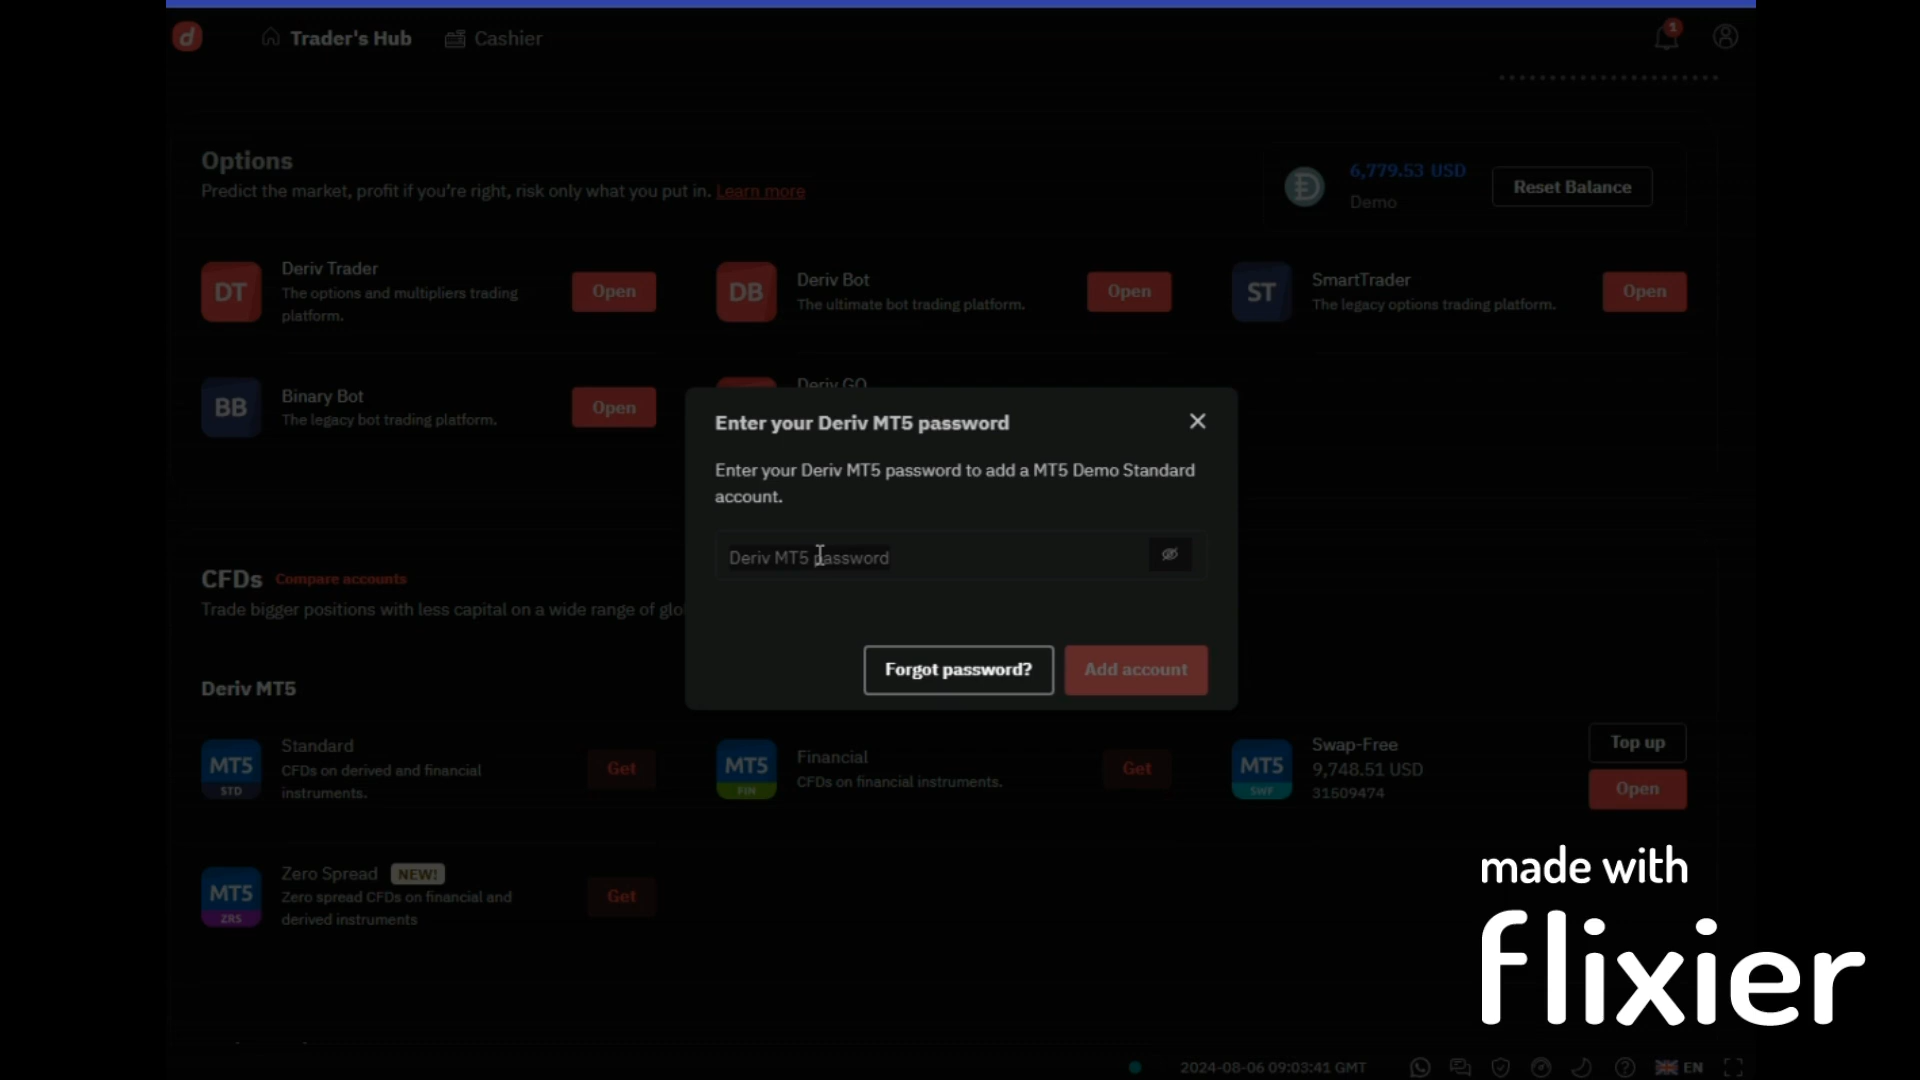 Trader's Hub
Cashier
1
Options
Predict the market, profit if you're right, risk only what you put in. Learn more
6,779.53 USD
Demo
Reset Balance
DT
Deriv Trader
The options and multipliers trading
platform.
Open
DB
Deriv Bot
The ultimate bot trading platform.
Open
ST
SmartTrader
The legacy options trading platform.
Open
BB
Binary Bot
The legacy bot trading platform.
Open
Deriv GO
Enter your Deriv MT5 password
Enter your Deriv MT5 password to add a MT5 Demo Standard
account.
Deriv MT5 password
Forgot password?
Add account
CFDs Compare accounts
Trade bigger positions with less capital on a wide range of glo
Deriv MT5
MT5
STD
Standard
CFDs on derived and financial
instruments.
Get
MT5
FIN
Financial
CFDs on financial instruments.
Get
MT5
SWF
Swap-Free
9,748.51 USD
31509474
Top up
Open
MT5
ZRS
Zero Spread NEW!
Zero spread CFDs on financial and
derived instruments
Get
made with
flixier
2024-08-06 09:03:41 GMT
EN